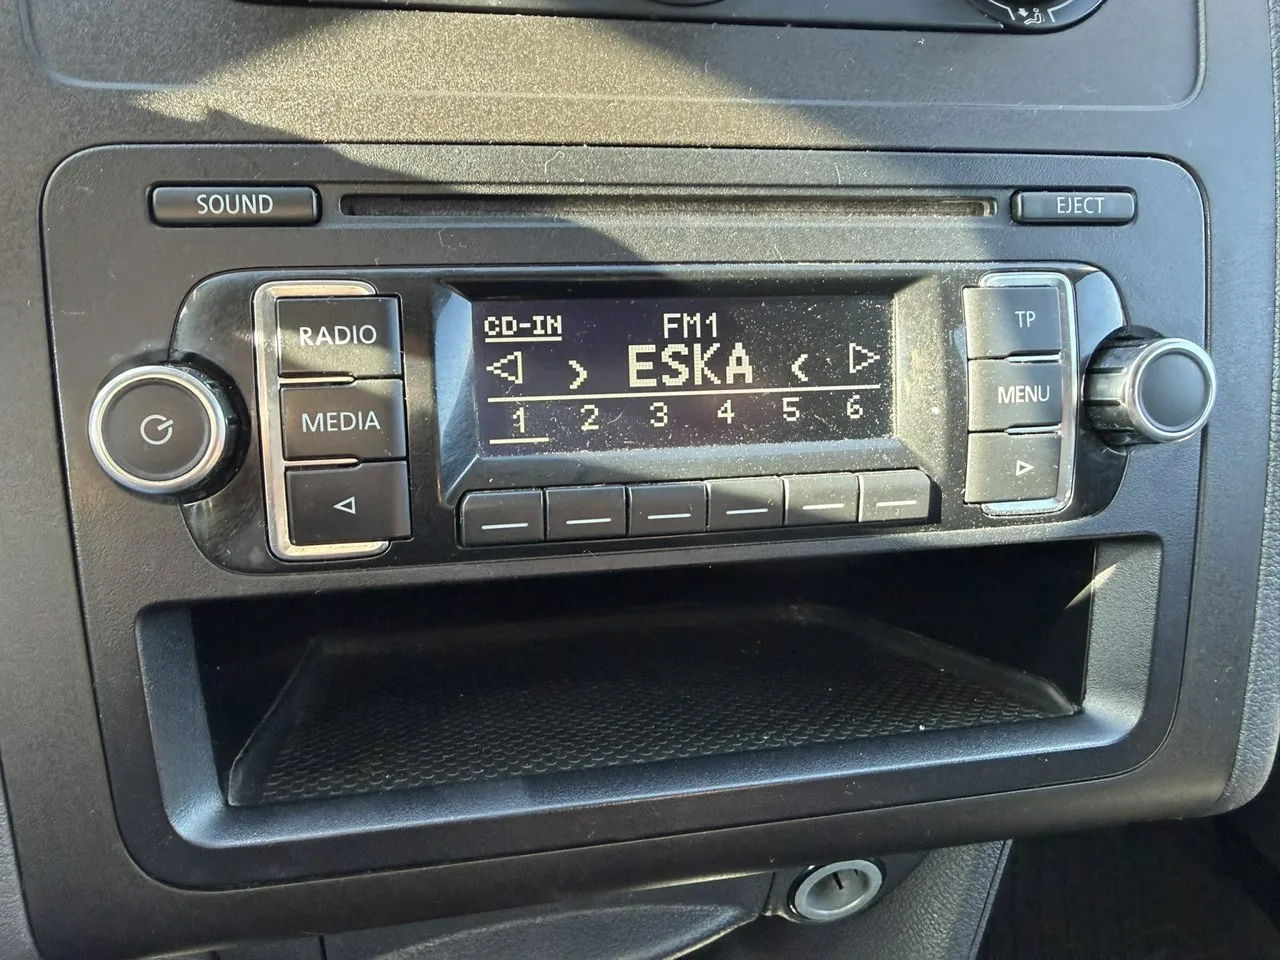 SOUND
EJECT
RADIO
MEDIA
CD-IN FM1
ESKA
1 2 3 4 5 6
TP
MENU